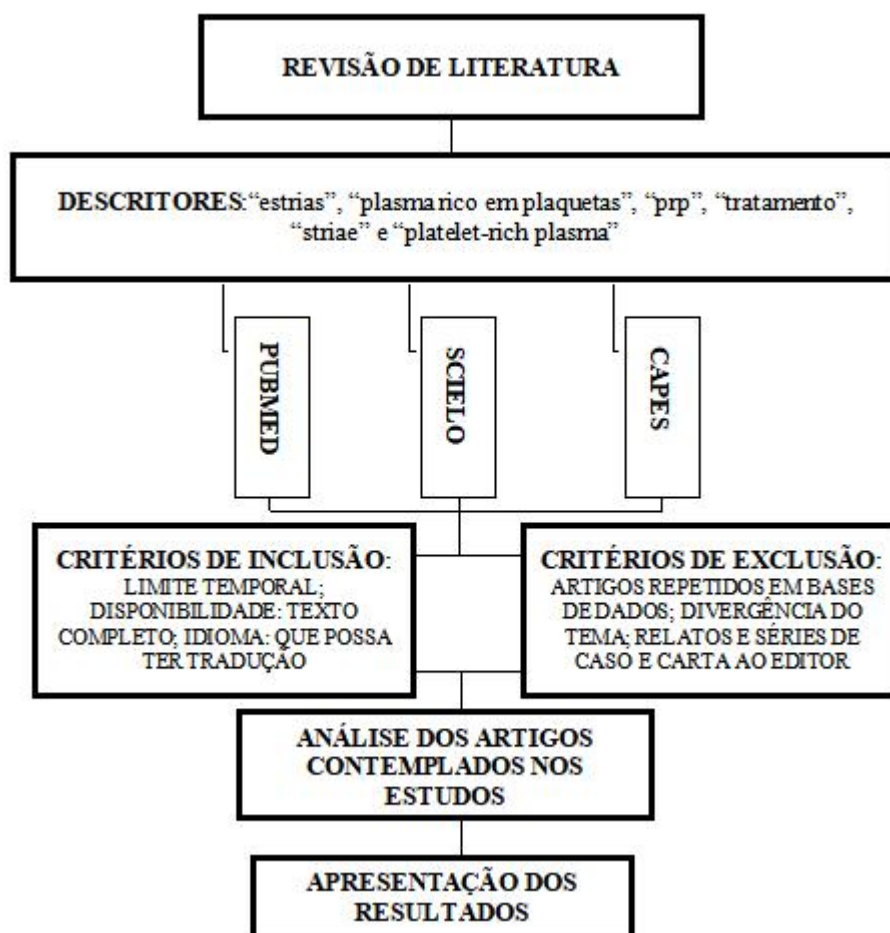 REVISÃO DE LITERATURA
DESCRITORES:“estrias”, “plasma rico em plaquetas”, “prp”, “tratamento”,
“striae” e “platelet-rich plasma”
PUBMED
SCIELO
CAPES
CRITÉRIOS DE INCLUSÃO:
LIMITE TEMPORAL;
DISPONIBILIDADE: TEXTO
COMPLETO; IDIOMA: QUE POSSA
TER TRADUÇÃO
CRITÉRIOS DE EXCLUSÃO:
ARTIGOS REPETIDOS EM BASES
DE DADOS; DIVERGÊNCIA DO
TEMA; RELATOS E SÉRIES DE
CASO E CARTA AO EDITOR
ANÁLISE DOS ARTIGOS
CONTEMPLADOS NOS
ESTUDOS
APRESENTAÇÃO DOS
RESULTADOS